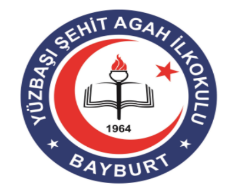 YÜZBAŞI ŞEHİT AGAH İLKOKULU
1964
BAYBURT